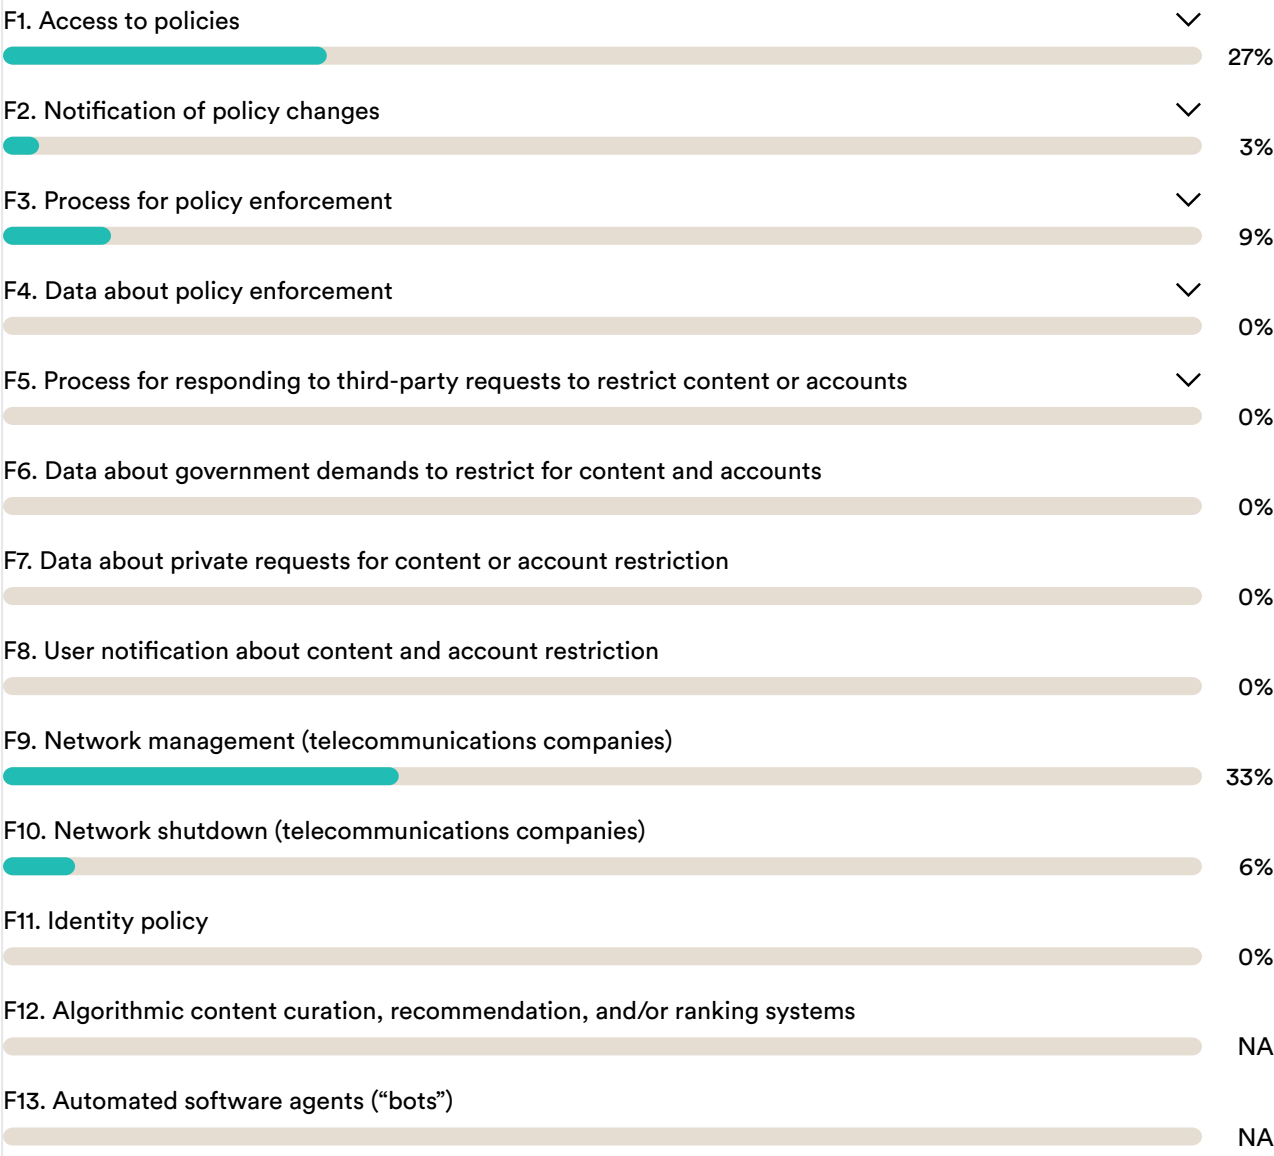 F1. Access to policies
27%
F2. Notification of policy changes
3%
F3. Process for policy enforcement
9%
F4. Data about policy enforcement
0%
F5. Process for responding to third-party requests to restrict content or accounts
0%
F6. Data about government demands to restrict for content and accounts
0%
F7. Data about private requests for content or account restriction
0%
F8. User notification about content and account restriction
0%
F9. Network management (telecommunications companies)
33%
F10. Network shutdown (telecommunications companies)
6%
F11. Identity policy
0%
F12. Algorithmic content curation, recommendation, and/or ranking systems
NA
F13. Automated software agents (“bots”)
NA